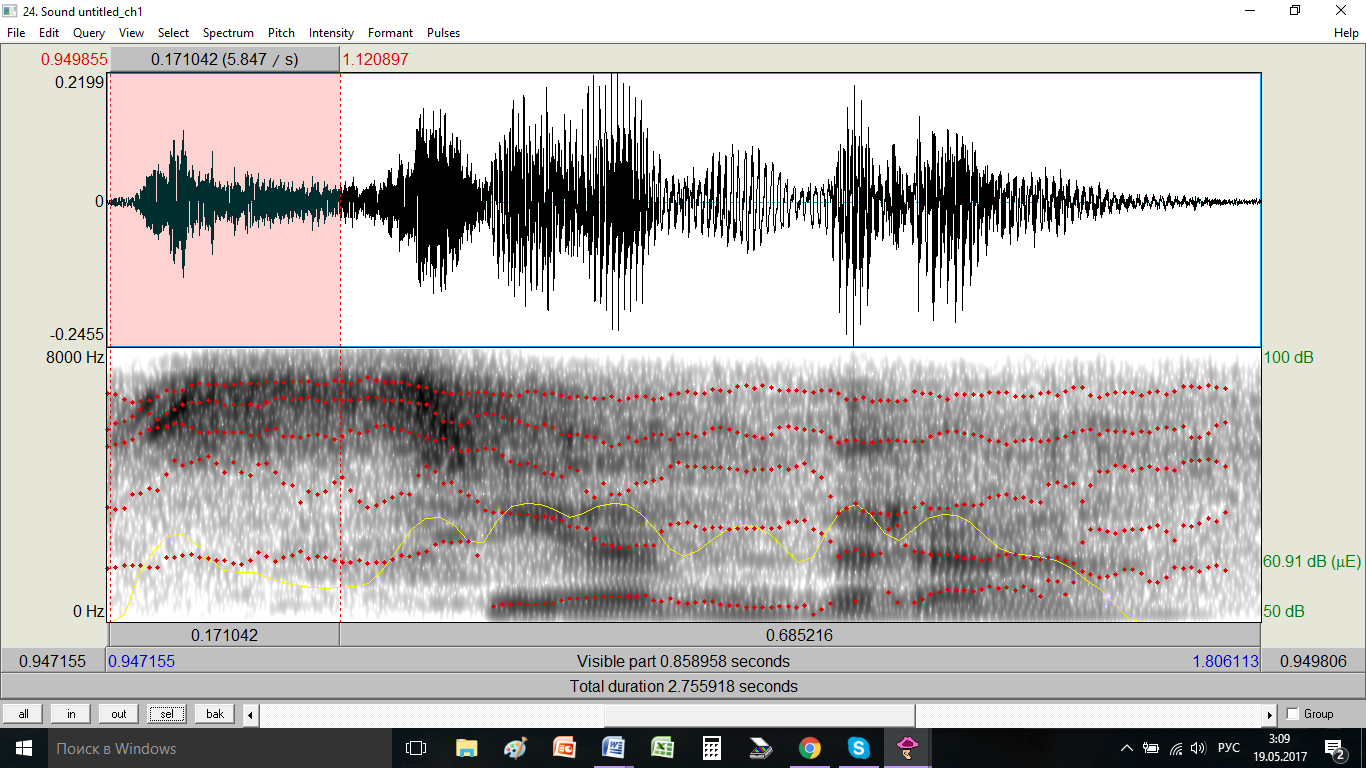 24. Sound untitled_ch1
File Edit Query View Select Spectrum Pitch Intensity Formant Pulses Help
0.949855 0.171042 (5.847 / s) 1.120897
0.2199
0
-0.2455
8000 Hz 100 dB
60.91 dB (µE)
0 Hz 50 dB
0.171042 0.685216
0.947155 0.947155 Visible part 0.858958 seconds 1.806113 0.949806
Total duration 2.755918 seconds
all in out sel bak Group
Поиск в Windows РУС 3:09
19.05.2017 2